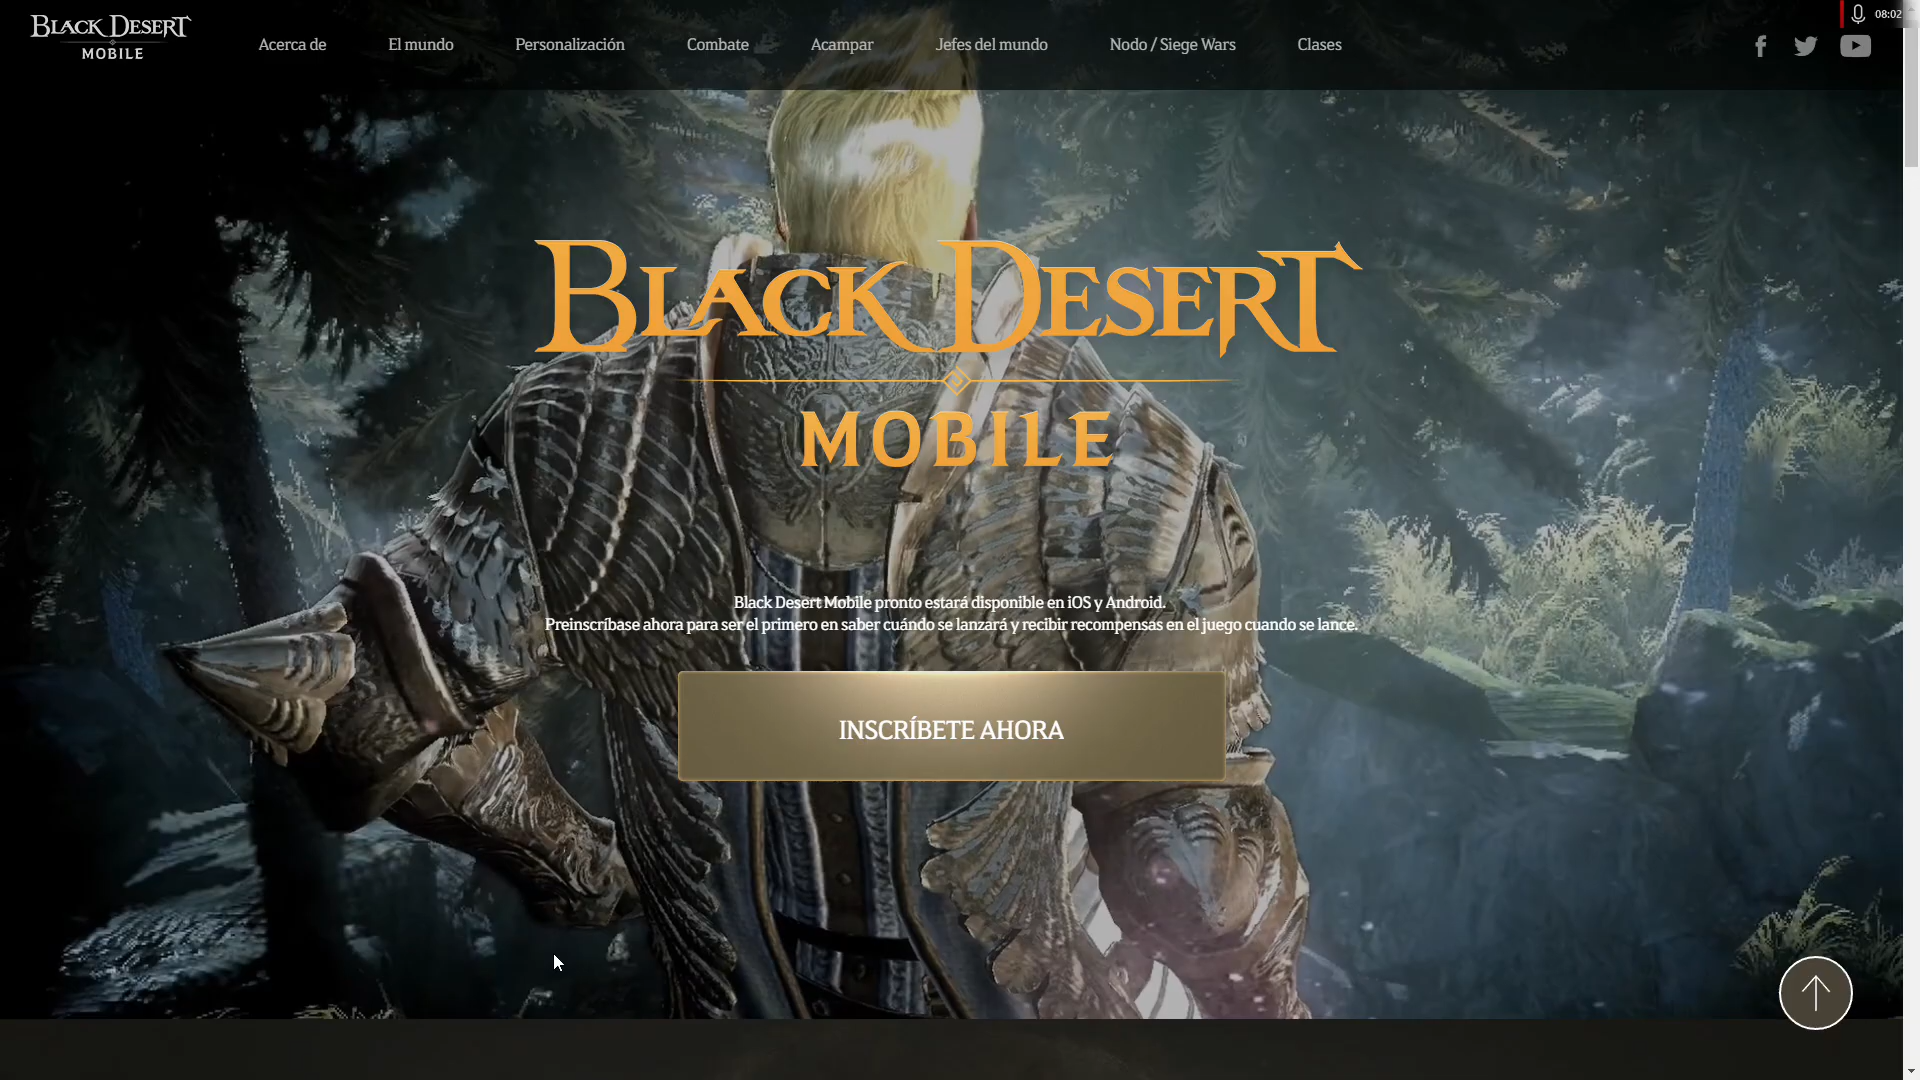 BLACK DESERT
MOBILE
Acerca de
El mundo
Personalización
Combate
Acampar
Jefes del mundo
Nodo / Siege Wars
Clases
08:02
BLACK DESERT
MOBILE
Black Desert Mobile pronto estará disponible en iOS y Android.
Preinscríbase ahora para ser el primero en saber cuándo se lanzará y recibir recompensas en el juego cuando se lance.
INSCRÍBETE AHORA